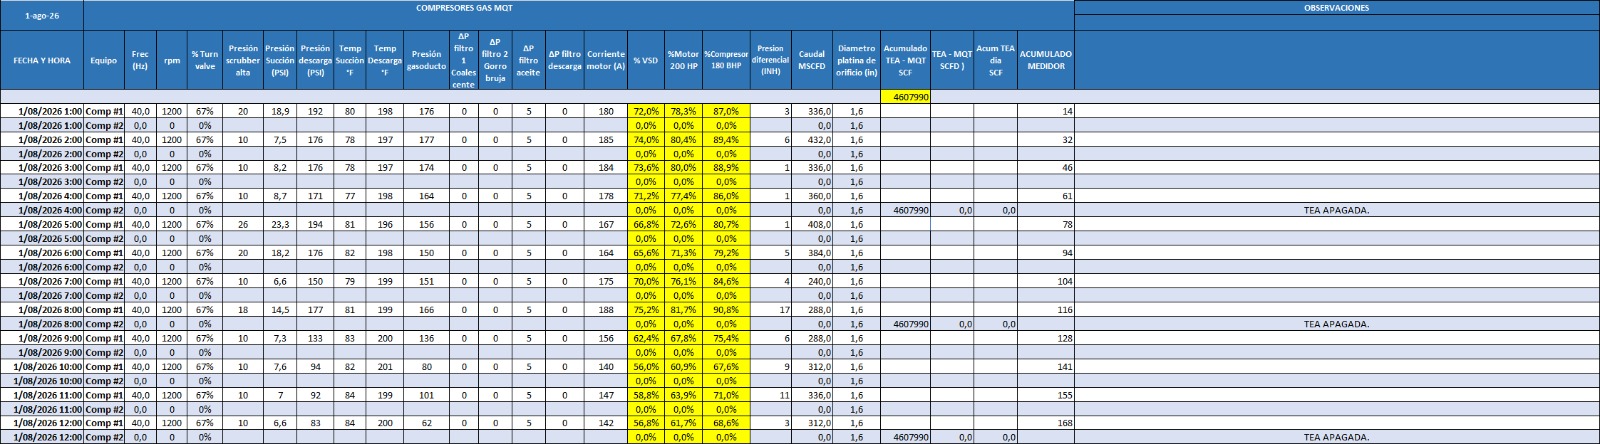 1-ago-26 COMPRESORES GAS MQT OBSERVACIONES
FECHA Y HORA Equipo Frec (Hz) rpm % Turn valve Presión scrubber alta Presión Succión (PSI) Presión descarga (PSI) Temp Succión °F Temp Descarga °F Presión gasoducto ΔP filtro 1 Coales cente ΔP filtro 2 Gorro bruja ΔP filtro aceite ΔP filtro descarga Corriente motor (A) % VSD %Motor 200 HP %Compresor 180 BHP Presion diferencial (INH) Caudal MSCFD Diametro platina de orificio (in) Acumulado TEA - MQT SCF TEA - MQT SCFD ) Acum TEA dia SCF ACUMULADO MEDIDOR
4607990
1/08/2026 1:00 Comp #1 40,0 1200 67% 20 18,9 192 80 198 176 0 0 5 0 180 72,0% 78,3% 87,0% 3 336,0 1,6 14
1/08/2026 1:00 Comp #2 0,0 0 0% 0,0% 0,0% 0,0% 0,0 1,6
1/08/2026 2:00 Comp #1 40,0 1200 67% 10 7,5 176 78 197 177 0 0 5 0 185 74,0% 80,4% 89,4% 6 432,0 1,6 32
1/08/2026 2:00 Comp #2 0,0 0 0% 0,0% 0,0% 0,0% 0,0 1,6
1/08/2026 3:00 Comp #1 40,0 1200 67% 10 8,2 176 78 197 174 0 0 5 0 184 73,6% 80,0% 88,9% 1 336,0 1,6 46
1/08/2026 3:00 Comp #2 0,0 0 0% 0,0% 0,0% 0,0% 0,0 1,6
1/08/2026 4:00 Comp #1 40,0 1200 67% 10 8,7 171 77 198 164 0 0 5 0 178 71,2% 77,4% 86,0% 1 360,0 1,6 61
1/08/2026 4:00 Comp #2 0,0 0 0% 0,0% 0,0% 0,0% 0,0 1,6 4607990 0,0 0,0 TEA APAGADA.
1/08/2026 5:00 Comp #1 40,0 1200 67% 26 23,3 194 81 196 156 0 0 5 0 167 66,8% 72,6% 80,7% 1 408,0 1,6 78
1/08/2026 5:00 Comp #2 0,0 0 0% 0,0% 0,0% 0,0% 0,0 1,6
1/08/2026 6:00 Comp #1 40,0 1200 67% 20 18,2 176 82 198 150 0 0 5 0 164 65,6% 71,3% 79,2% 5 384,0 1,6 94
1/08/2026 6:00 Comp #2 0,0 0 0% 0,0% 0,0% 0,0% 0,0 1,6
1/08/2026 7:00 Comp #1 40,0 1200 67% 10 6,6 150 79 199 151 0 0 5 0 175 70,0% 76,1% 84,6% 4 240,0 1,6 104
1/08/2026 7:00 Comp #2 0,0 0 0% 0,0% 0,0% 0,0% 0,0 1,6
1/08/2026 8:00 Comp #1 40,0 1200 67% 18 14,5 177 81 199 166 0 0 5 0 188 75,2% 81,7% 90,8% 17 288,0 1,6 116
1/08/2026 8:00 Comp #2 0,0 0 0% 0,0% 0,0% 0,0% 0,0 1,6 4607990 0,0 0,0 TEA APAGADA.
1/08/2026 9:00 Comp #1 40,0 1200 67% 10 7,3 133 83 200 136 0 0 5 0 156 62,4% 67,8% 75,4% 6 288,0 1,6 128
1/08/2026 9:00 Comp #2 0,0 0 0% 0,0% 0,0% 0,0% 0,0 1,6
1/08/2026 10:00 Comp #1 40,0 1200 67% 10 7,6 94 82 201 80 0 0 5 0 140 56,0% 60,9% 67,6% 9 312,0 1,6 141
1/08/2026 10:00 Comp #2 0,0 0 0% 0,0% 0,0% 0,0% 0,0 1,6
1/08/2026 11:00 Comp #1 40,0 1200 67% 10 7 92 84 199 101 0 0 5 0 147 58,8% 63,9% 71,0% 11 336,0 1,6 155
1/08/2026 11:00 Comp #2 0,0 0 0% 0,0% 0,0% 0,0% 0,0 1,6
1/08/2026 12:00 Comp #1 40,0 1200 67% 10 6,6 83 84 200 62 0 0 5 0 142 56,8% 61,7% 68,6% 3 312,0 1,6 168
1/08/2026 12:00 Comp #2 0,0 0 0% 0,0% 0,0% 0,0% 0,0 1,6 4607990 0,0 0,0 TEA APAGADA.